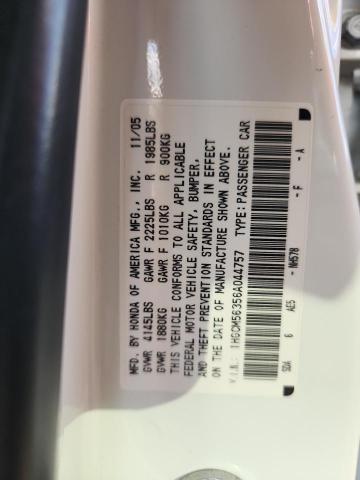 MFD. BY HONDA OF AMERICA MFG., INC. 11/05
GVWR 4145LBS GAWR F 2225LBS R 1985LBS
GVWR 1880KG GAWR F 1010KG R 900KG
THIS VEHICLE CONFORMS TO ALL APPLICABLE
FEDERAL MOTOR VEHICLE SAFETY, BUMPER,
AND THEFT PREVENTION STANDARDS IN EFFECT
ON THE DATE OF MANUFACTURE SHOWN ABOVE.
V.I.N.: 1HGCM56356A044757 TYPE: PASSENGER CAR
SDA 6 AE5 -NH578 -F -A